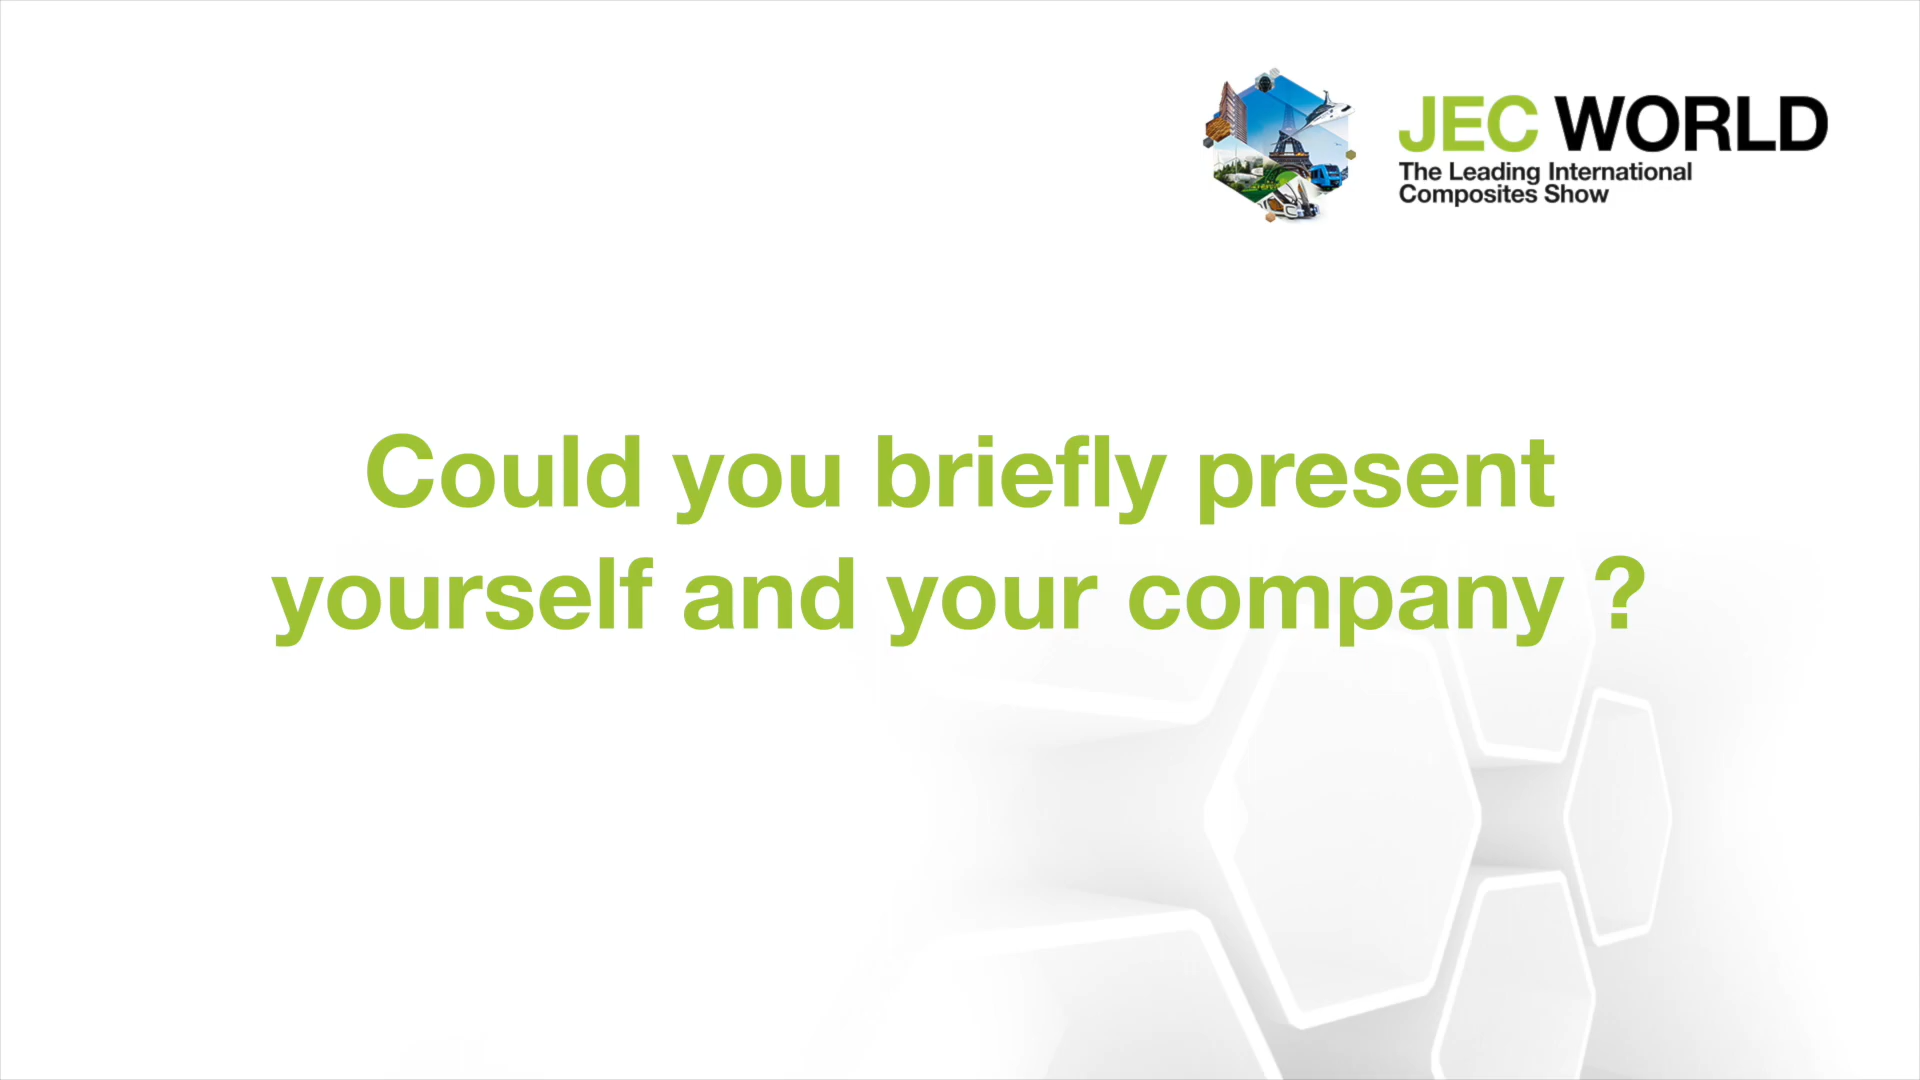 JEC WORLD
The Leading International
Composites Show
Could you briefly present
yourself and your company ?